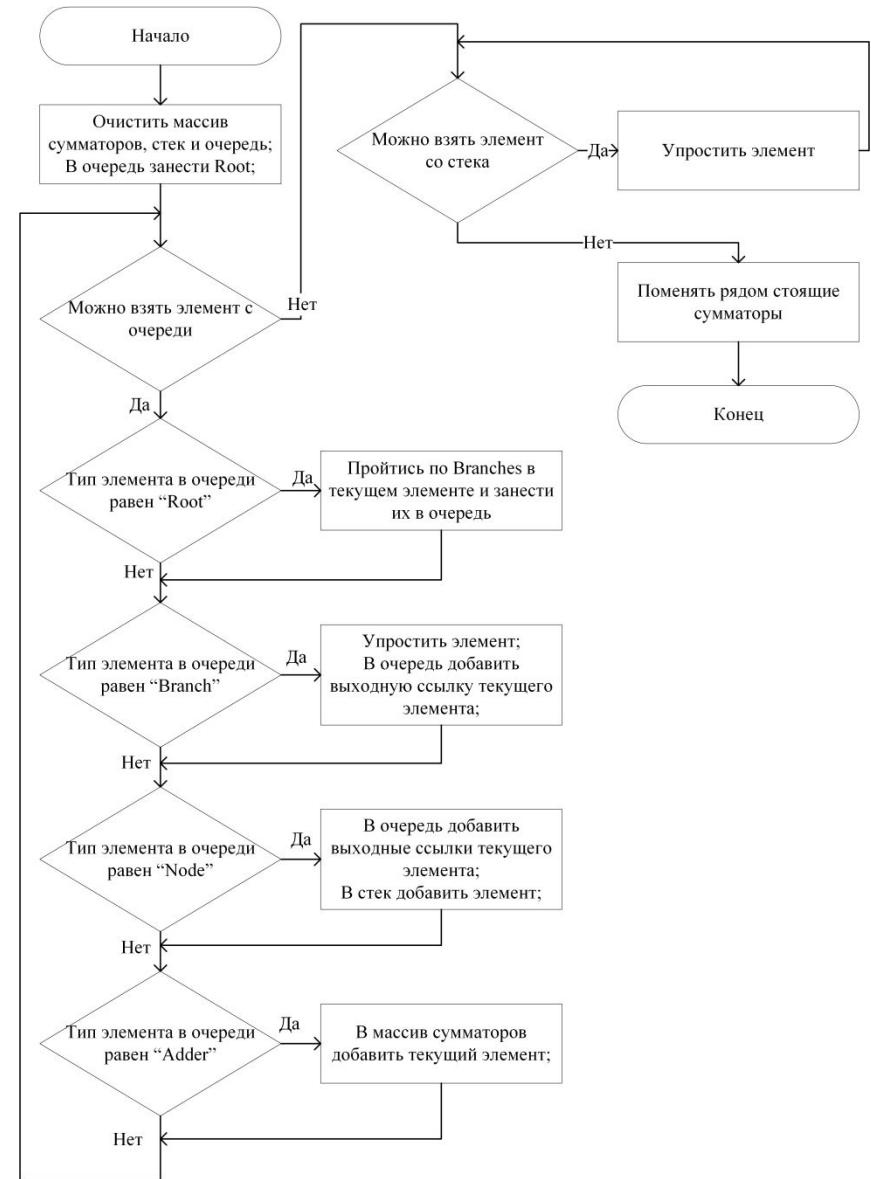 Начало
Очистить массив
сумматоров, стек и очередь;
В очередь занести Root;
Можно взять элемент с
очереди
Нет
Да
Тип элемента в очереди
равен “Root”
Да
Пройтись по Branches в
текущем элементе и занести
их в очередь
Нет
Тип элемента в очереди
равен “Branch”
Да
Упростить элемент;
В очередь добавить
выходную ссылку текущего
элемента;
Нет
Тип элемента в очереди
равен “Node”
Да
В очередь добавить
выходные ссылки текущего
элемента;
В стек добавить элемент;
Нет
Тип элемента в очереди
равен “Adder”
Да
В массив сумматоров
добавить текущий элемент;
Нет
Можно взять элемент
со стека
Да
Упростить элемент
Нет
Поменять рядом стоящие
сумматоры
Конец